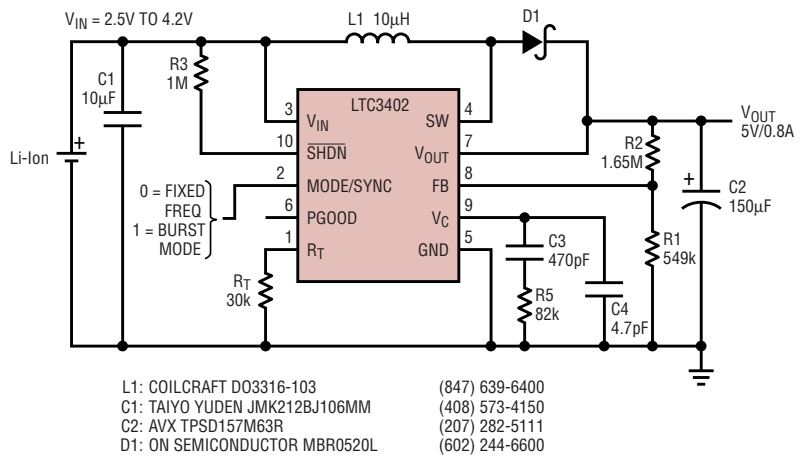 V_IN = 2.5V TO 4.2V
L1 10µH
D1
R3
1M
C1
10µF
LTC3402
3
V_IN
SW
4
10
SHDN
V_OUT
7
2
MODE/SYNC
FB
8
6
PGOOD
V_C
9
1
R_T
GND
5
Li-Ion
+
0 = FIXED
FREQ
1 = BURST
MODE
R_T
30k
C3
470pF
R5
82k
C4
4.7pF
R2
1.65M
R1
549k
+
C2
150µF
V_OUT
5V/0.8A
L1: COILCRAFT DO3316-103 (847) 639-6400
C1: TAIYO YUDEN JMK212BJ106MM (408) 573-4150
C2: AVX TPSD157M63R (207) 282-5111
D1: ON SEMICONDUCTOR MBR0520L (602) 244-6600